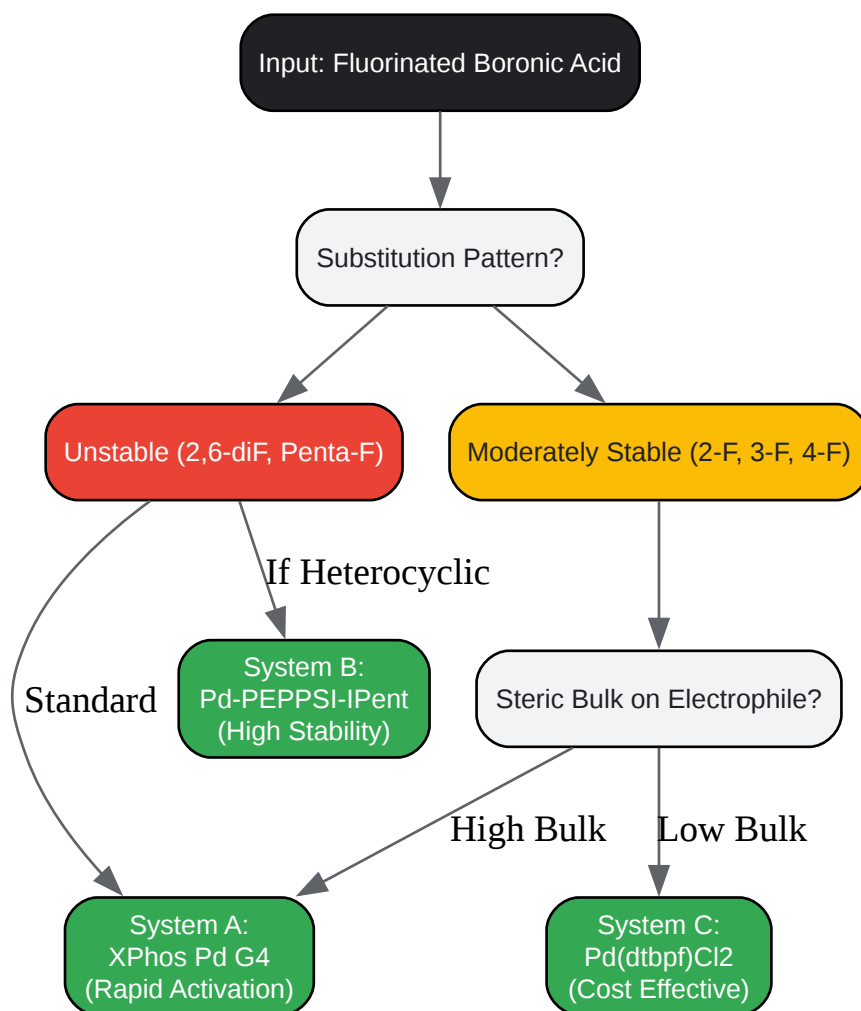 Input: Fluorinated Boronic Acid
Substitution Pattern?
Unstable (2,6-diF, Penta-F)
Moderately Stable (2-F, 3-F, 4-F)
If Heterocyclic
System B:
Pd-PEPPSI-IPent
(High Stability)
Steric Bulk on Electrophile?
Standard
High Bulk
Low Bulk
System A:
XPhos Pd G4
(Rapid Activation)
System C:
Pd(dtbpf)Cl2
(Cost Effective)